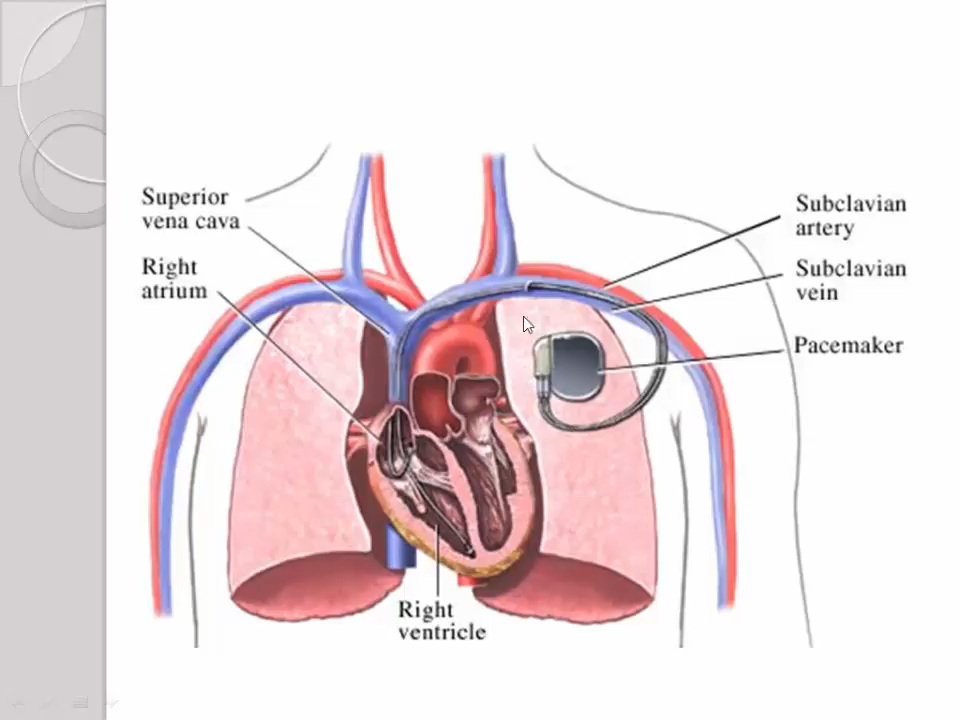 Superior
vena cava
Right
atrium
Subclavian
artery
Subclavian
vein
Pacemaker
Right
ventricle